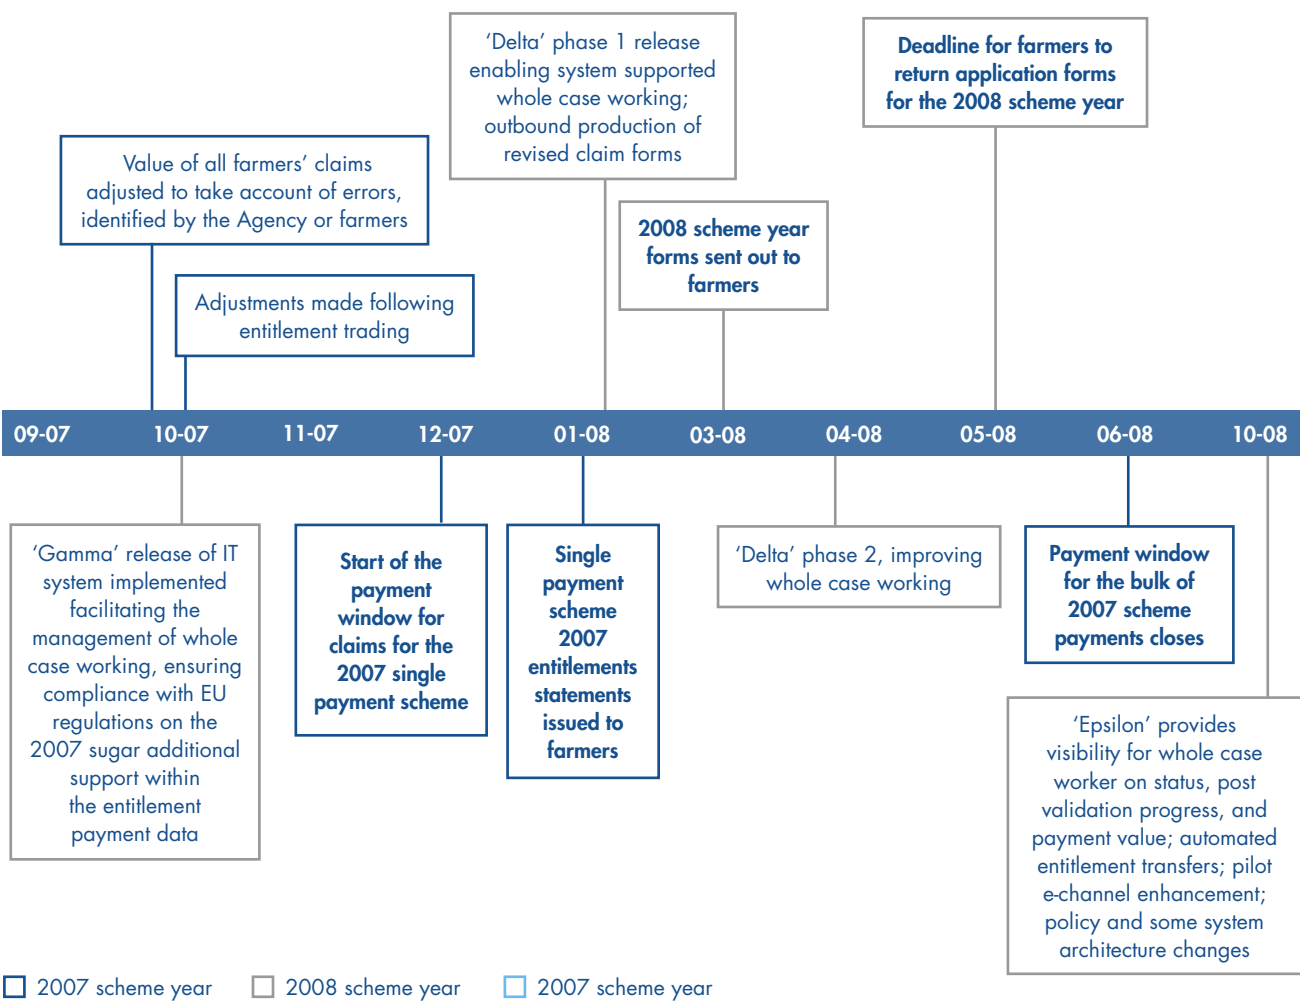 ‘Delta’ phase 1 release
enabling system supported
whole case working;
outbound production of
revised claim forms
Deadline for farmers to
return application forms
for the 2008 scheme year
Value of all farmers’ claims
adjusted to take account of errors,
identified by the Agency or farmers
2008 scheme year
forms sent out to
farmers
Adjustments made following
entitlement trading
09-07 10-07 11-07 12-07 01-08 03-08 04-08 05-08 06-08 10-08
‘Gamma’ release of IT
system implemented
facilitating the
management of whole
case working, ensuring
compliance with EU
regulations on the
2007 sugar additional
support within
the entitlement
payment data
Start of the
payment
window for
claims for the
2007 single
payment scheme
Single
payment
scheme
2007
entitlements
statements
issued to
farmers
‘Delta’ phase 2, improving
whole case working
Payment window
for the bulk of
2007 scheme
payments closes
‘Epsilon’ provides
visibility for whole case
worker on status, post
validation progress, and
payment value; automated
entitlement transfers; pilot
e-channel enhancement;
policy and some system
architecture changes
2007 scheme year 2008 scheme year 2007 scheme year